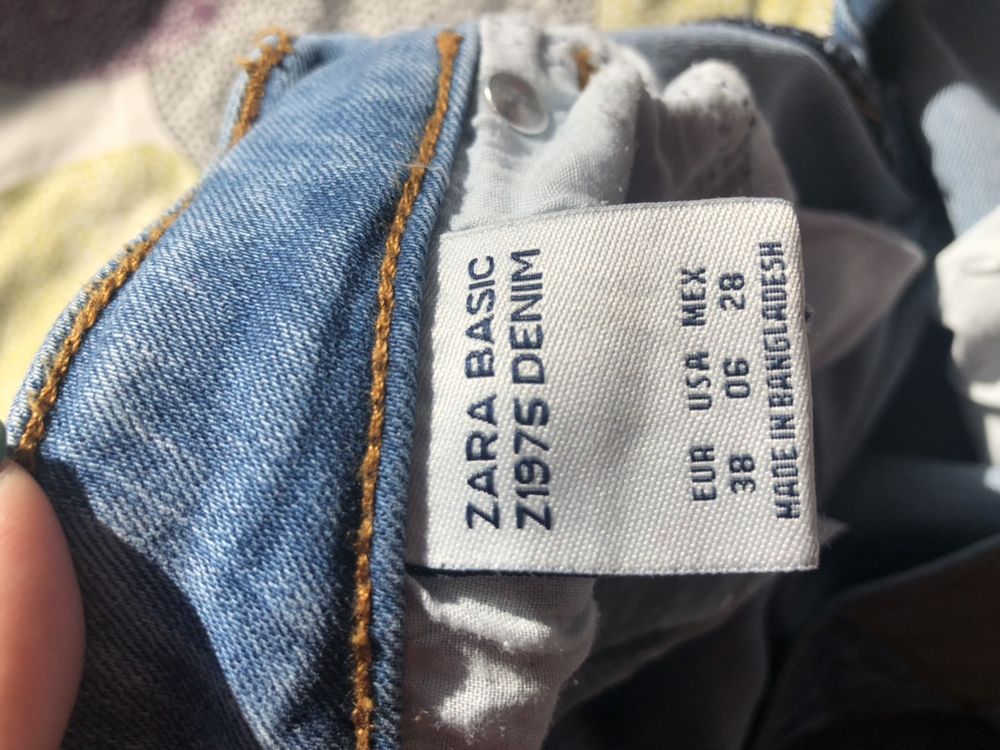 ZARA BASIC
Z1975 DENIM
EUR USA MEX
38 06 28
MADE IN BANGLADESH